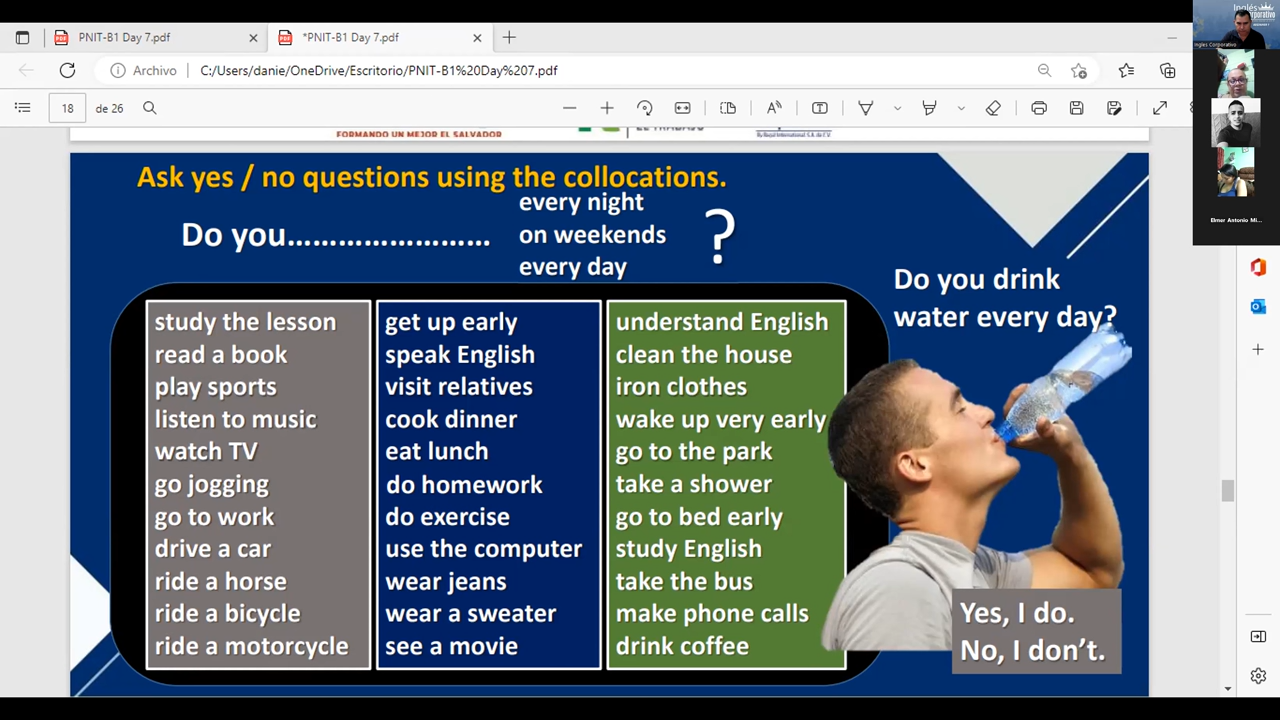 PNIT-B1 Day 7.pdf
*PNIT-B1 Day 7.pdf
Archivo
C:/Users/danie/OneDrive/Escritorio/PNIT-B1%20Day%207.pdf
18
de 26
FORMANDO UN MEJOR EL SALVADOR
EL TRABAJO
Ask yes / no questions using the collocations.
Do you……………………
every night
on weekends
every day
?
Do you drink
water every day?
study the lesson
read a book
play sports
listen to music
watch TV
go jogging
go to work
drive a car
ride a horse
ride a bicycle
ride a motorcycle
get up early
speak English
visit relatives
cook dinner
eat lunch
do homework
do exercise
use the computer
wear jeans
wear a sweater
see a movie
understand English
clean the house
iron clothes
wake up very early
go to the park
take a shower
go to bed early
study English
take the bus
make phone calls
drink coffee
Yes, I do.
No, I don't.
Inglés Corporativo
Elmer Antonio Mi...